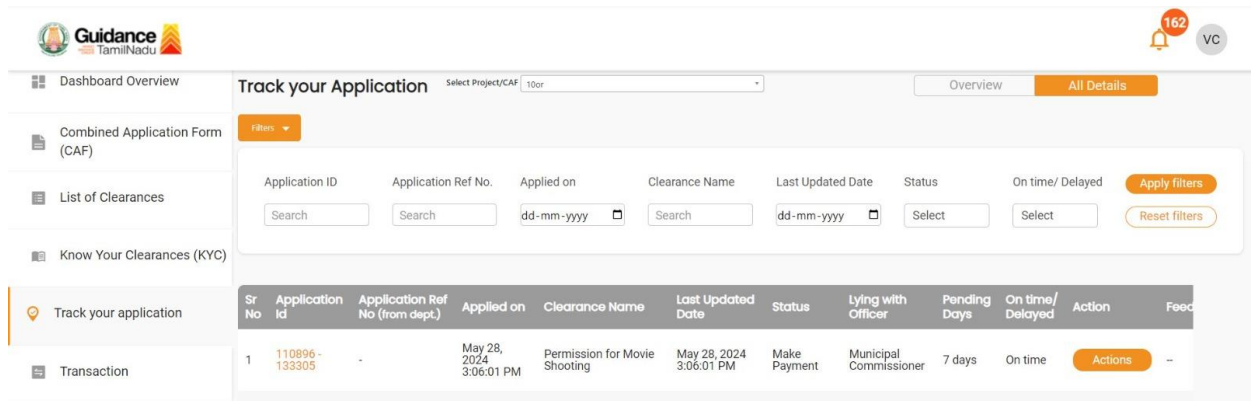 Guidance
TamilNadu
162
VC
Dashboard Overview
Track your Application
Select Project/CAF
10or
Overview
All Details
Filters
Combined Application Form
(CAF)
Application ID
Application Ref No.
Applied on
Clearance Name
Last Updated Date
Status
On time/ Delayed
Apply filters
Search
Search
dd-mm-yyyy
Search
dd-mm-yyyy
Select
Select
Reset filters
List of Clearances
Know Your Clearances (KYC)
Track your application
Transaction
Sr No
Application Id
Application Ref No (from dept.)
Applied on
Clearance Name
Last Updated Date
Status
Lying with Officer
Pending Days
On time/ Delayed
Action
Feed
1
110896 - 133305
-
May 28, 2024 3:06:01 PM
Permission for Movie Shooting
May 28, 2024 3:06:01 PM
Make Payment
Municipal Commissioner
7 days
On time
Actions
--